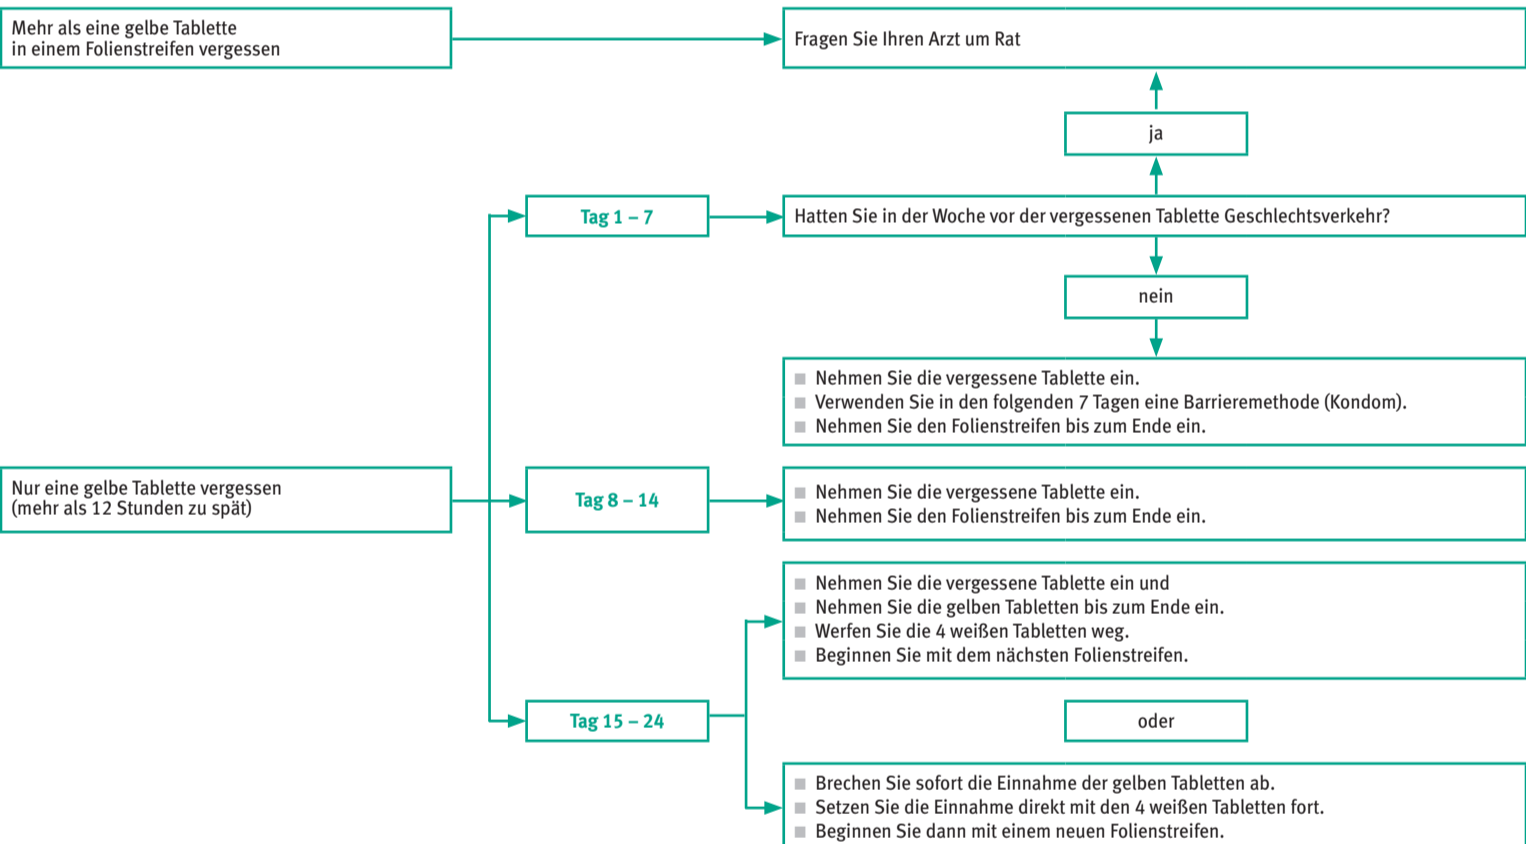 Mehr als eine gelbe Tablette
in einem Folienstreifen vergessen
Fragen Sie Ihren Arzt um Rat
ja
Tag 1 – 7
Hatten Sie in der Woche vor der vergessenen Tablette Geschlechtsverkehr?
nein
■ Nehmen Sie die vergessene Tablette ein.
■ Verwenden Sie in den folgenden 7 Tagen eine Barrieremethode (Kondom).
■ Nehmen Sie den Folienstreifen bis zum Ende ein.
Nur eine gelbe Tablette vergessen
(mehr als 12 Stunden zu spät)
Tag 8 – 14
■ Nehmen Sie die vergessene Tablette ein.
■ Nehmen Sie den Folienstreifen bis zum Ende ein.
Tag 15 – 24
■ Nehmen Sie die vergessene Tablette ein und
■ Nehmen Sie die gelben Tabletten bis zum Ende ein.
■ Werfen Sie die 4 weißen Tabletten weg.
■ Beginnen Sie mit dem nächsten Folienstreifen.
oder
■ Brechen Sie sofort die Einnahme der gelben Tabletten ab.
■ Setzen Sie die Einnahme direkt mit den 4 weißen Tabletten fort.
■ Beginnen Sie dann mit einem neuen Folienstreifen.